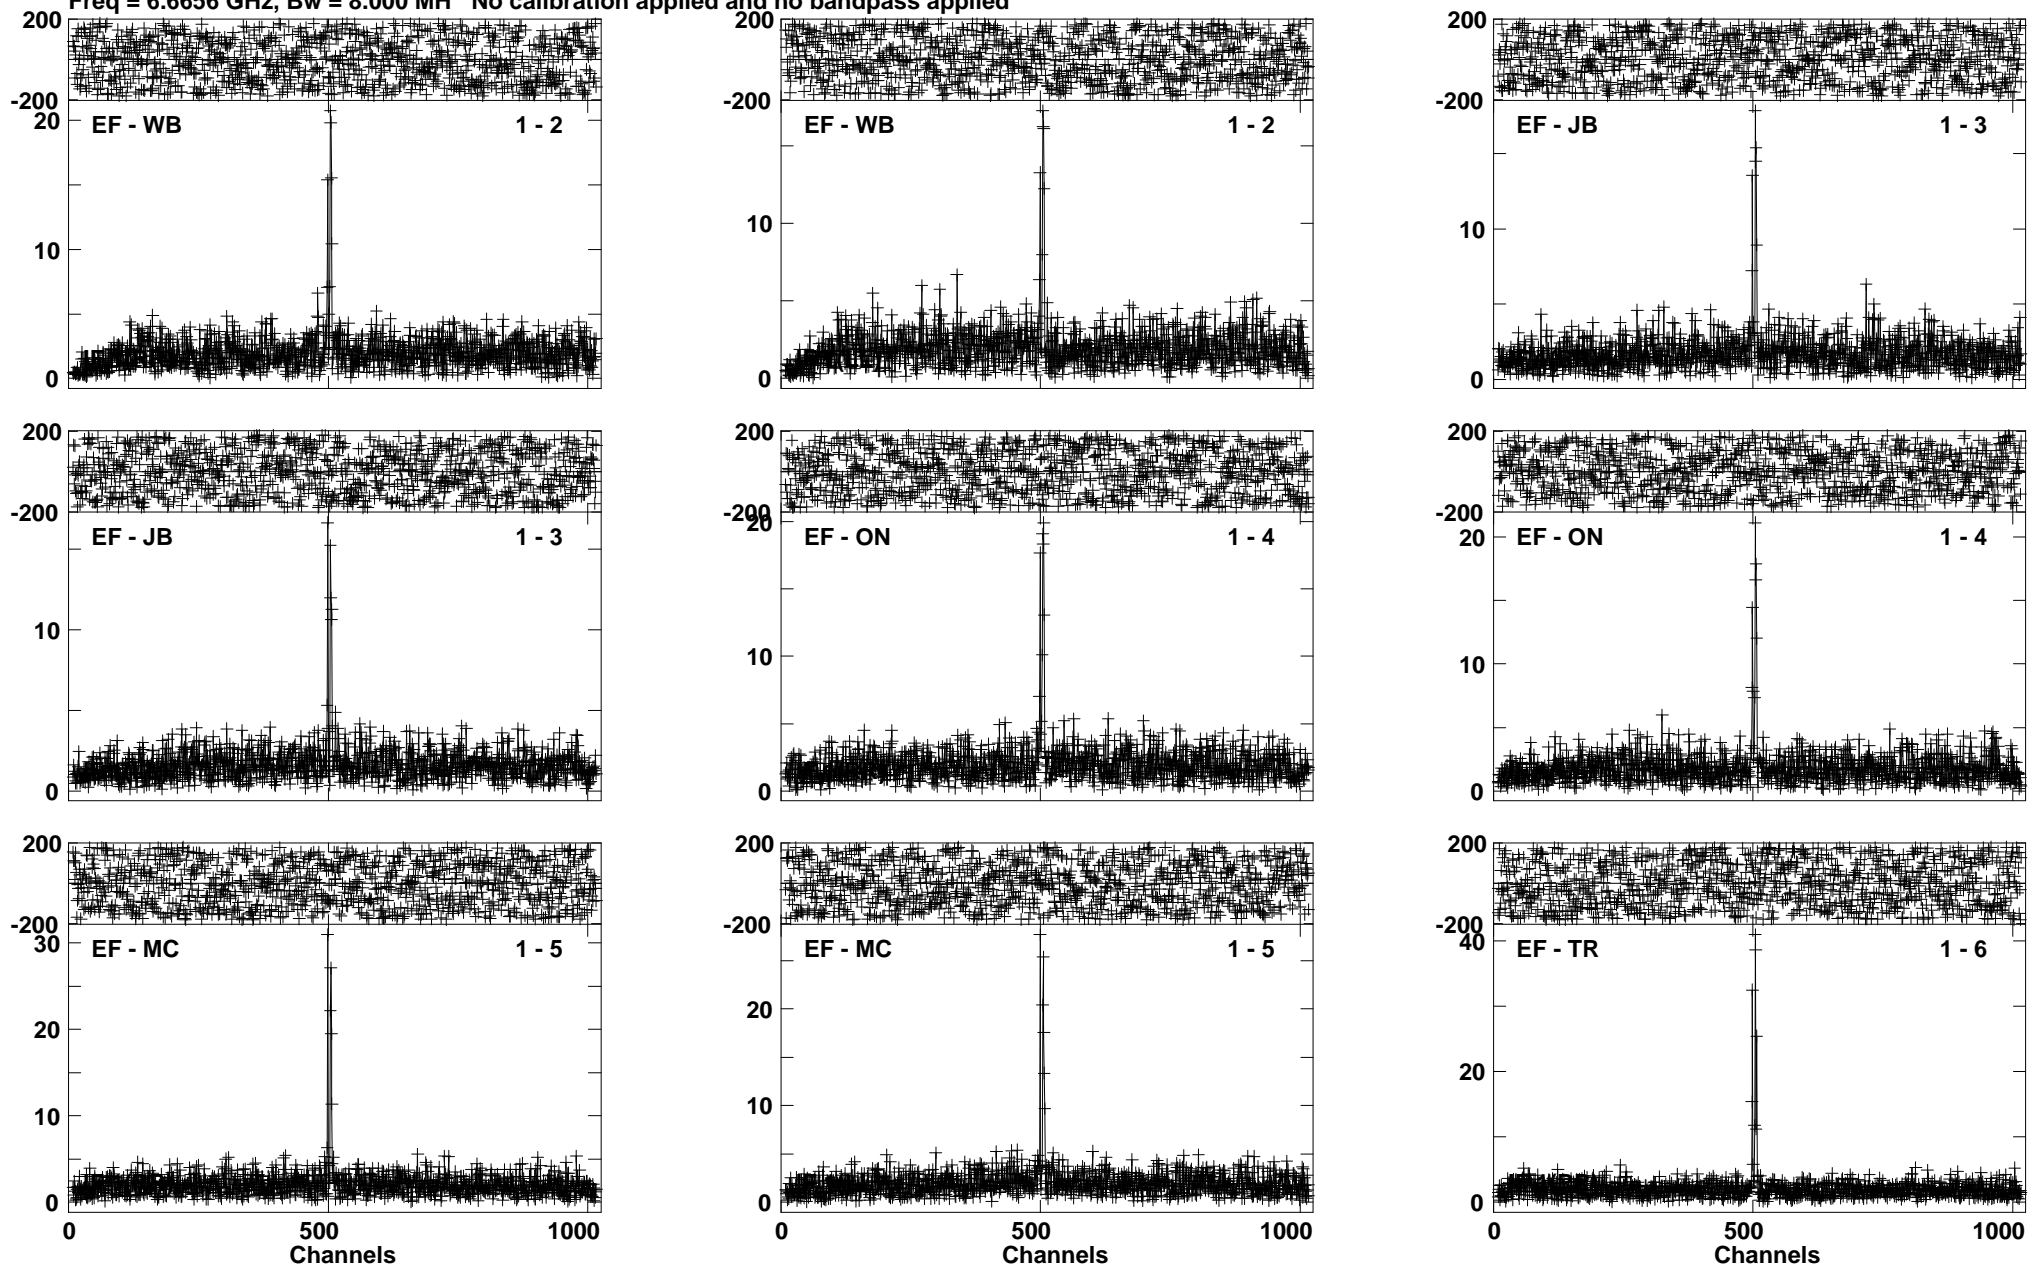 Freq = 6.6656 GHz, Bw = 8.000 MH No calibration applied and no bandpass applied
200 200 200
-200 -200 -200
20
EF - WB 1 - 2 EF - WB 1 - 2 EF - JB 1 - 3
10 10 10
0 0 0
200 200 200
-200 -200 -200
20 20
EF - JB 1 - 3 EF - ON 1 - 4 EF - ON 1 - 4
10 10 10
0 0 0
200 200 200
-200 -200 -200
30 40
EF - MC 1 - 5 EF - MC 1 - 5 EF - TR 1 - 6
20 20 20
10 10
0 0 0
0 500 1000 0 500 1000 0 500 1000
Channels Channels Channels